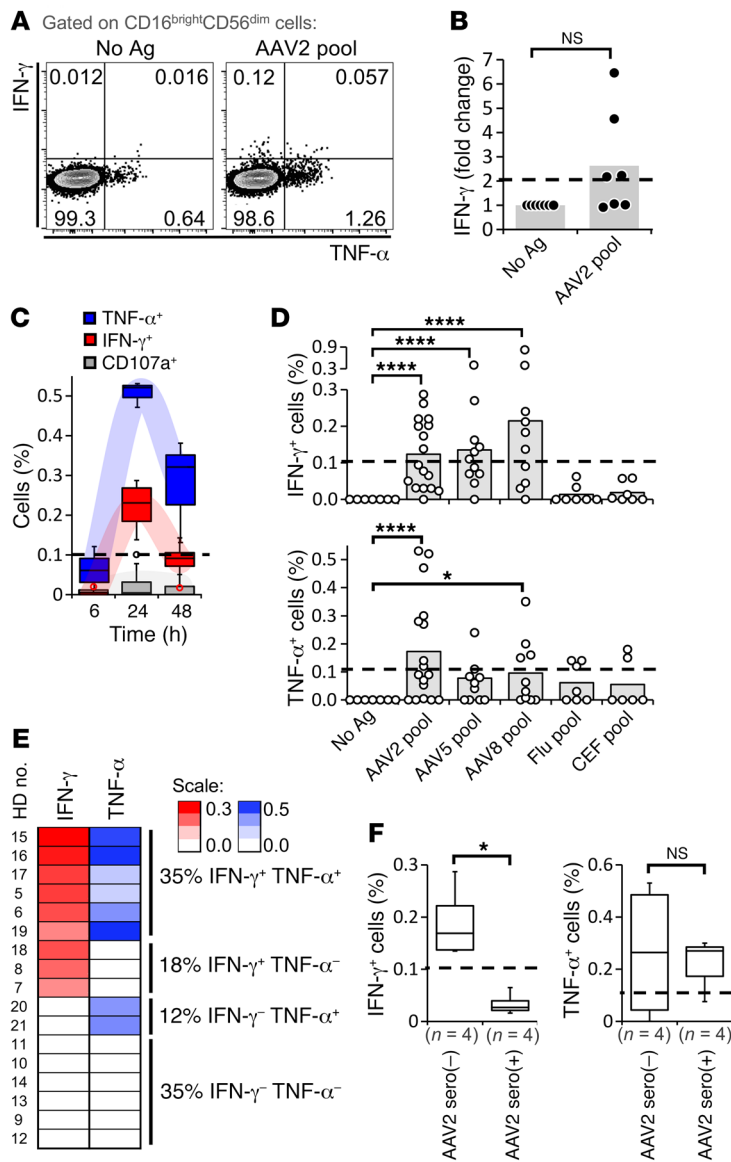 A Gated on CD16brightCD56dim cells:
No Ag AAV2 pool
IFN-γ
0.012 0.016 0.12 0.057
99.3 0.64 98.6 1.26
TNF-α
B
NS
IFN-γ (fold change)
7
6
5
4
3
2
1
0
No Ag AAV2 pool
C
TNF-α+
IFN-γ+
CD107a+
Cells (%)
0.5
0.4
0.3
0.2
0.1
0
6 24 48
Time (h)
D
****
****
****
IFN-γ+ cells (%)
0.9
0.3
0.3
0.1
0.0
****
*
TNF-α+ cells (%)
0.5
0.4
0.3
0.2
0.1
0.0
No Ag AAV2 pool AAV5 pool AAV8 pool Flu pool CEF pool
E
HD no. IFN-γ TNF-α
Scale:
0.3 0.5
0.0 0.0
15
16
17
5
6
19
18
8
7
20
21
11
10
14
13
9
12
35% IFN-γ+ TNF-α+
18% IFN-γ+ TNF-α−
12% IFN-γ− TNF-α+
35% IFN-γ− TNF-α−
F
*
IFN-γ+ cells (%)
0.3
0.2
0.1
0
(n = 4) (n = 4)
AAV2 sero(−) AAV2 sero(+)
NS
TNF-α+ cells (%)
0.6
0.4
0.2
0
(n = 4) (n = 4)
AAV2 sero(−) AAV2 sero(+)